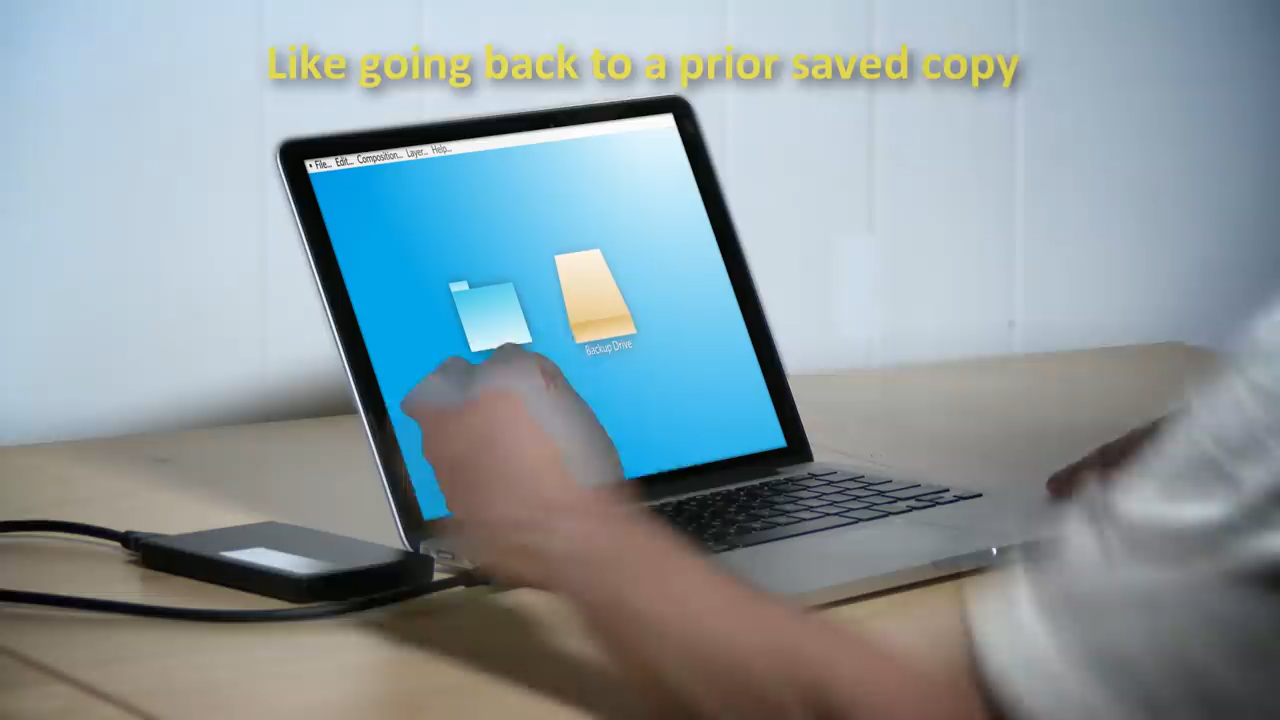 Like going back to a prior saved copy
• File... Edit... Composition... Layer... Help...
Backup Drive